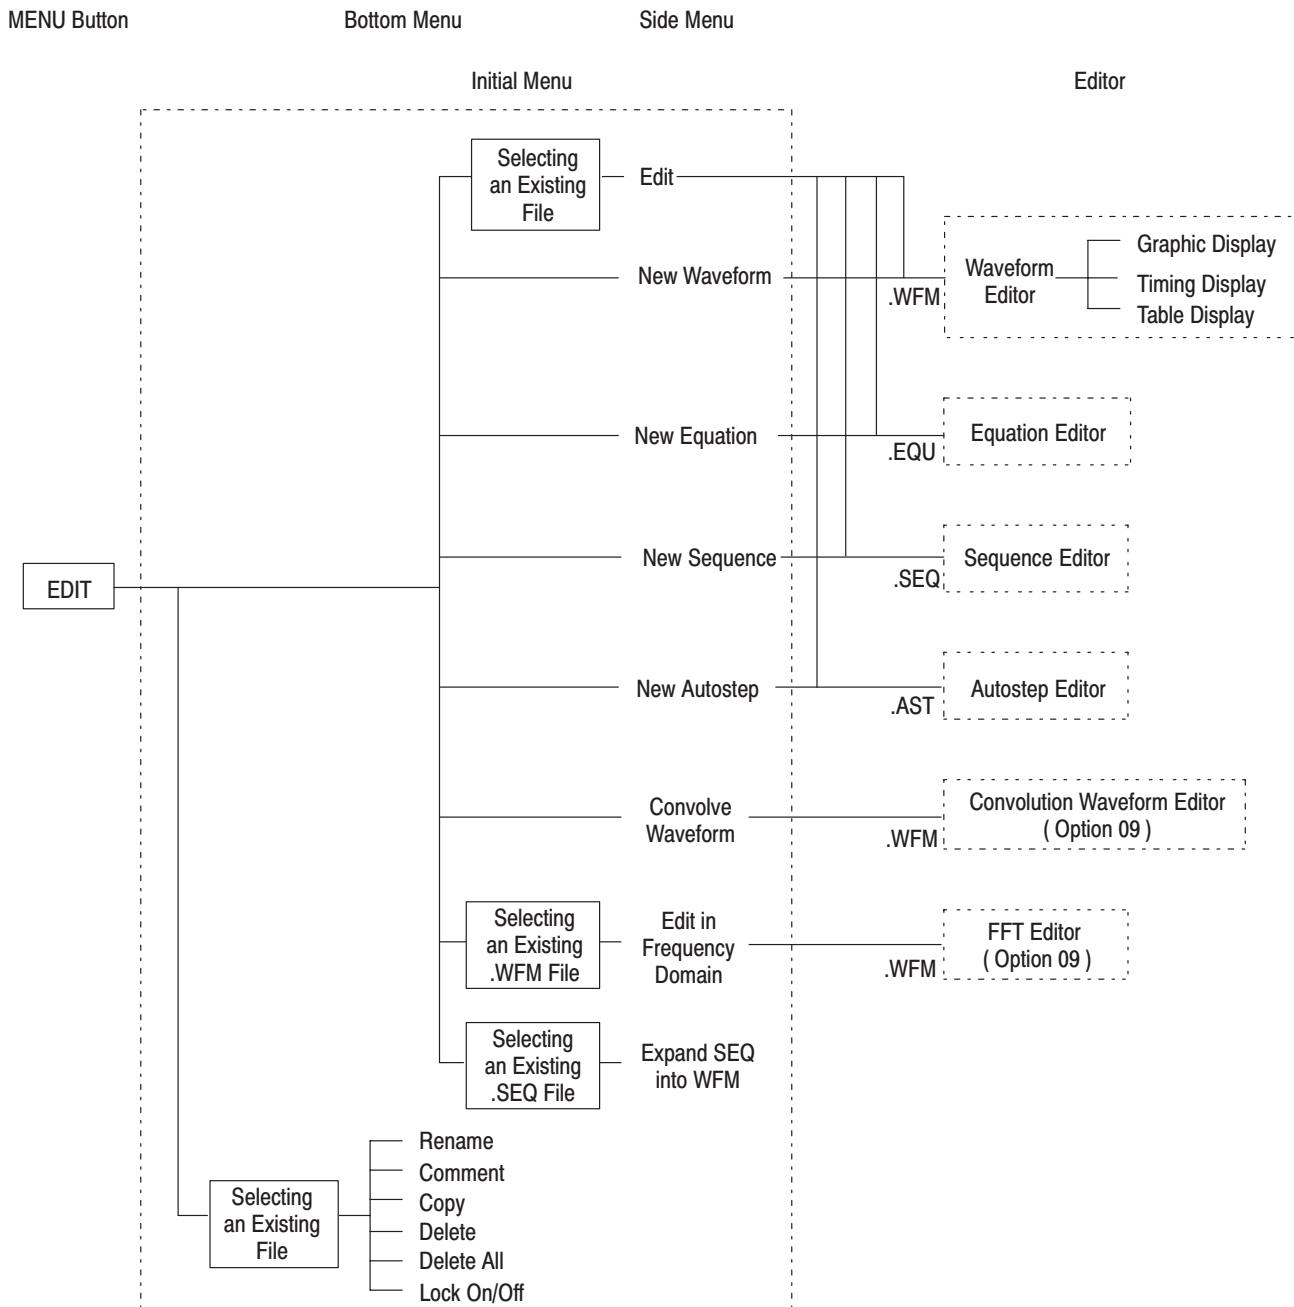 MENU Button
Bottom Menu
Side Menu
Initial Menu
Editor
Selecting
an Existing
File
Edit
New Waveform
.WFM
Waveform
Editor
Graphic Display
Timing Display
Table Display
New Equation
.EQU
Equation Editor
New Sequence
.SEQ
Sequence Editor
EDIT
New Autostep
.AST
Autostep Editor
Convolve
Waveform
.WFM
Convolution Waveform Editor
( Option 09 )
Selecting
an Existing
.WFM File
Edit in
Frequency
Domain
.WFM
FFT Editor
( Option 09 )
Selecting
an Existing
.SEQ File
Expand SEQ
into WFM
Selecting
an Existing
File
Rename
Comment
Copy
Delete
Delete All
Lock On/Off